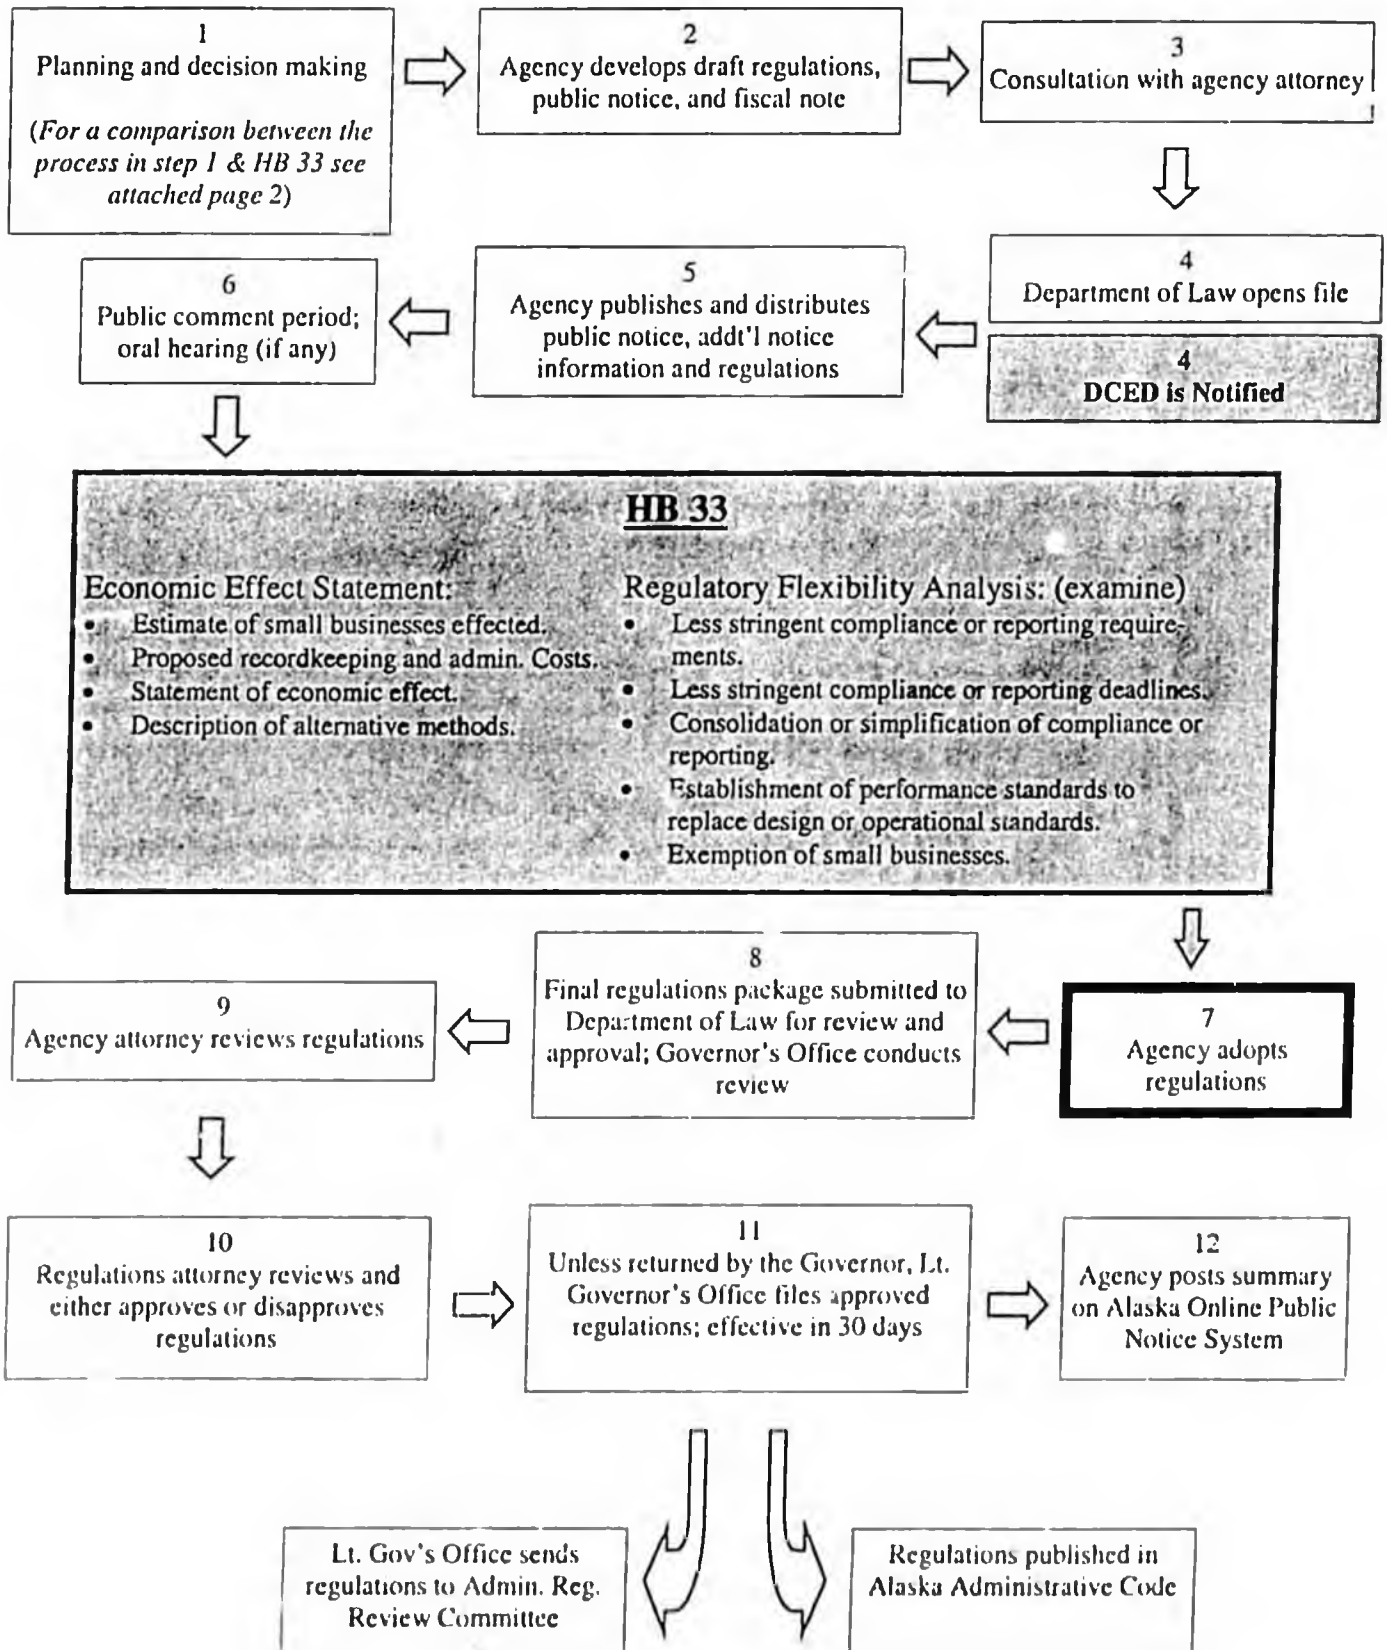 1
Planning and decision making
(For a comparison between the
process in step 1 & HB 33 see
attached page 2)
2
Agency develops draft regulations,
public notice, and fiscal note
3
Consultation with agency attorney
4
Department of Law opens file
4
DCED is Notified
5
Agency publishes and distributes
public notice, addt'l notice
information and regulations
6
Public comment period;
oral hearing (if any)
HB 33
Economic Effect Statement:
• Estimate of small businesses effected.
• Proposed recordkeeping and admin. Costs.
• Statement of economic effect.
• Description of alternative methods.
Regulatory Flexibility Analysis: (examine)
• Less stringent compliance or reporting require-
ments.
• Less stringent compliance or reporting deadlines.
• Consolidation or simplification of compliance or
reporting.
• Establishment of performance standards to
replace design or operational standards.
• Exemption of small businesses.
7
Agency adopts
regulations
8
Final regulations package submitted to
Department of Law for review and
approval; Governor's Office conducts
review
9
Agency attorney reviews regulations
10
Regulations attorney reviews and
either approves or disapproves
regulations
11
Unless returned by the Governor, Lt.
Governor's Office files approved
regulations; effective in 30 days
12
Agency posts summary
on Alaska Online Public
Notice System
Lt. Gov's Office sends
regulations to Admin. Reg.
Review Committee
Regulations published in
Alaska Administrative Code